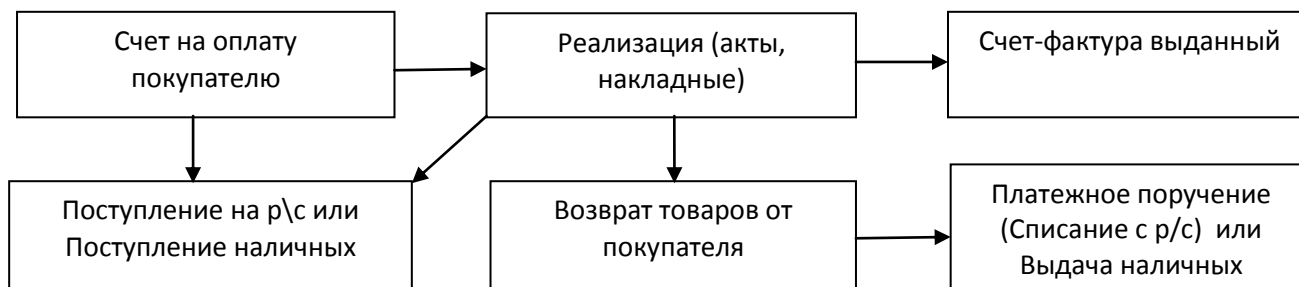 Счет на оплату
покупателю
Реализация (акты,
накладные)
Счет-фактура выданный
Поступление на р\с или
Поступление наличных
Возврат товаров от
покупателя
Платежное поручение
(Списание с р/с)  или
Выдача наличных